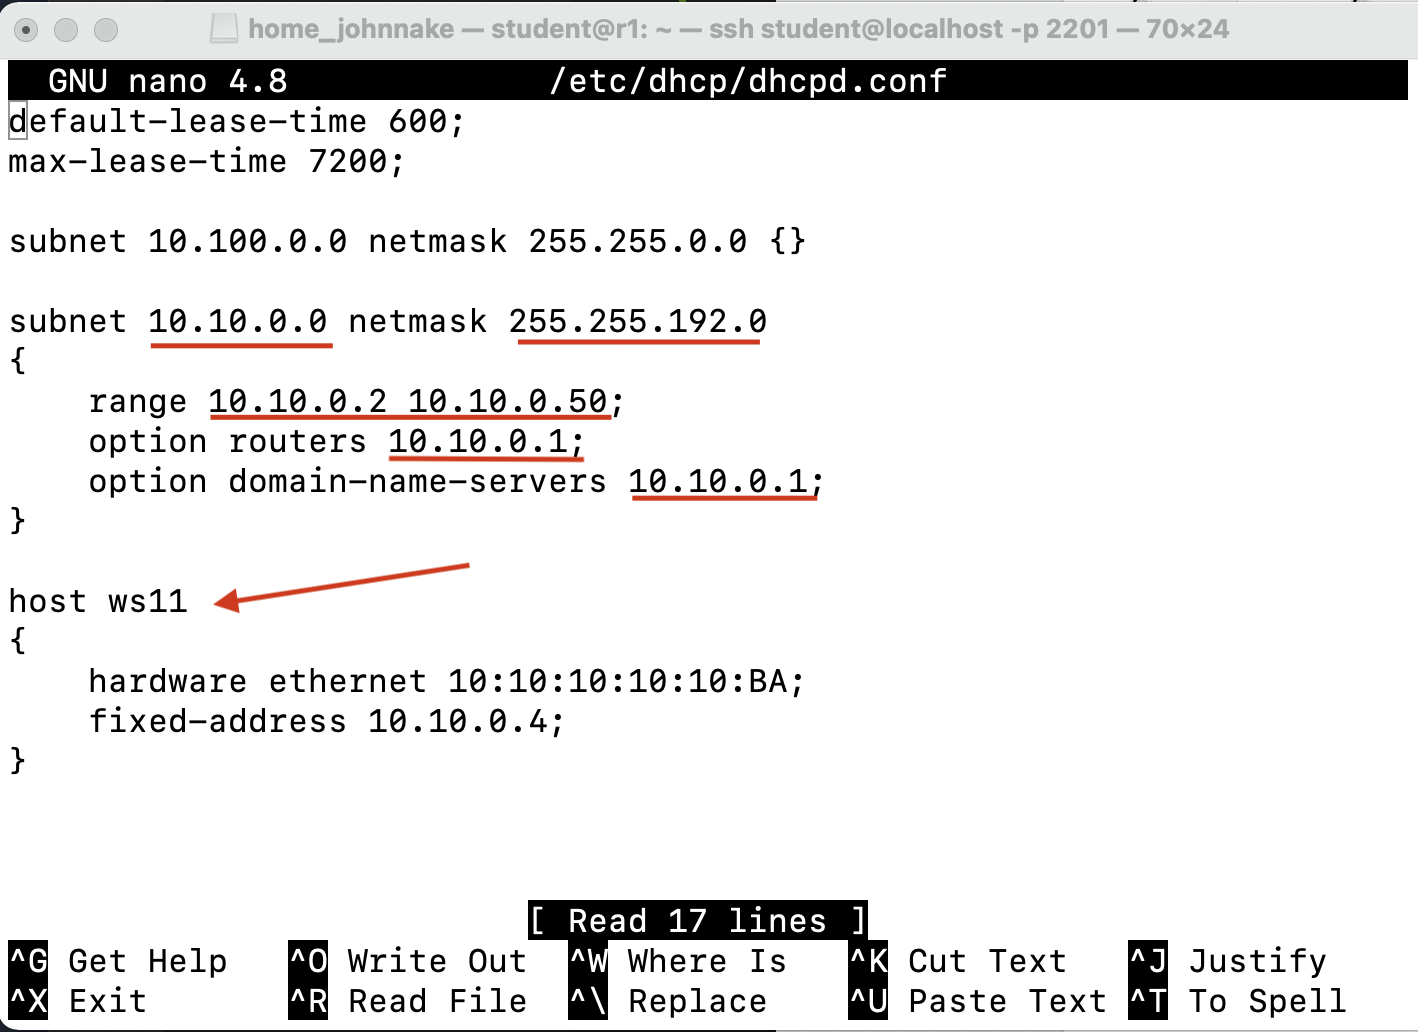 home_johnnake — student@r1: ~ — ssh student@localhost -p 2201 — 70×24
GNU nano 4.8 /etc/dhcp/dhcpd.conf
default-lease-time 600;
max-lease-time 7200;
subnet 10.100.0.0 netmask 255.255.0.0 {}
subnet 10.10.0.0 netmask 255.255.192.0
{
range 10.10.0.2 10.10.0.50;
option routers 10.10.0.1;
option domain-name-servers 10.10.0.1;
}
host ws11
{
hardware ethernet 10:10:10:10:10:BA;
fixed-address 10.10.0.4;
}
[ Read 17 lines ]
^G Get Help ^O Write Out ^W Where Is ^K Cut Text ^J Justify
^X Exit ^R Read File ^\ Replace ^U Paste Text ^T To Spell